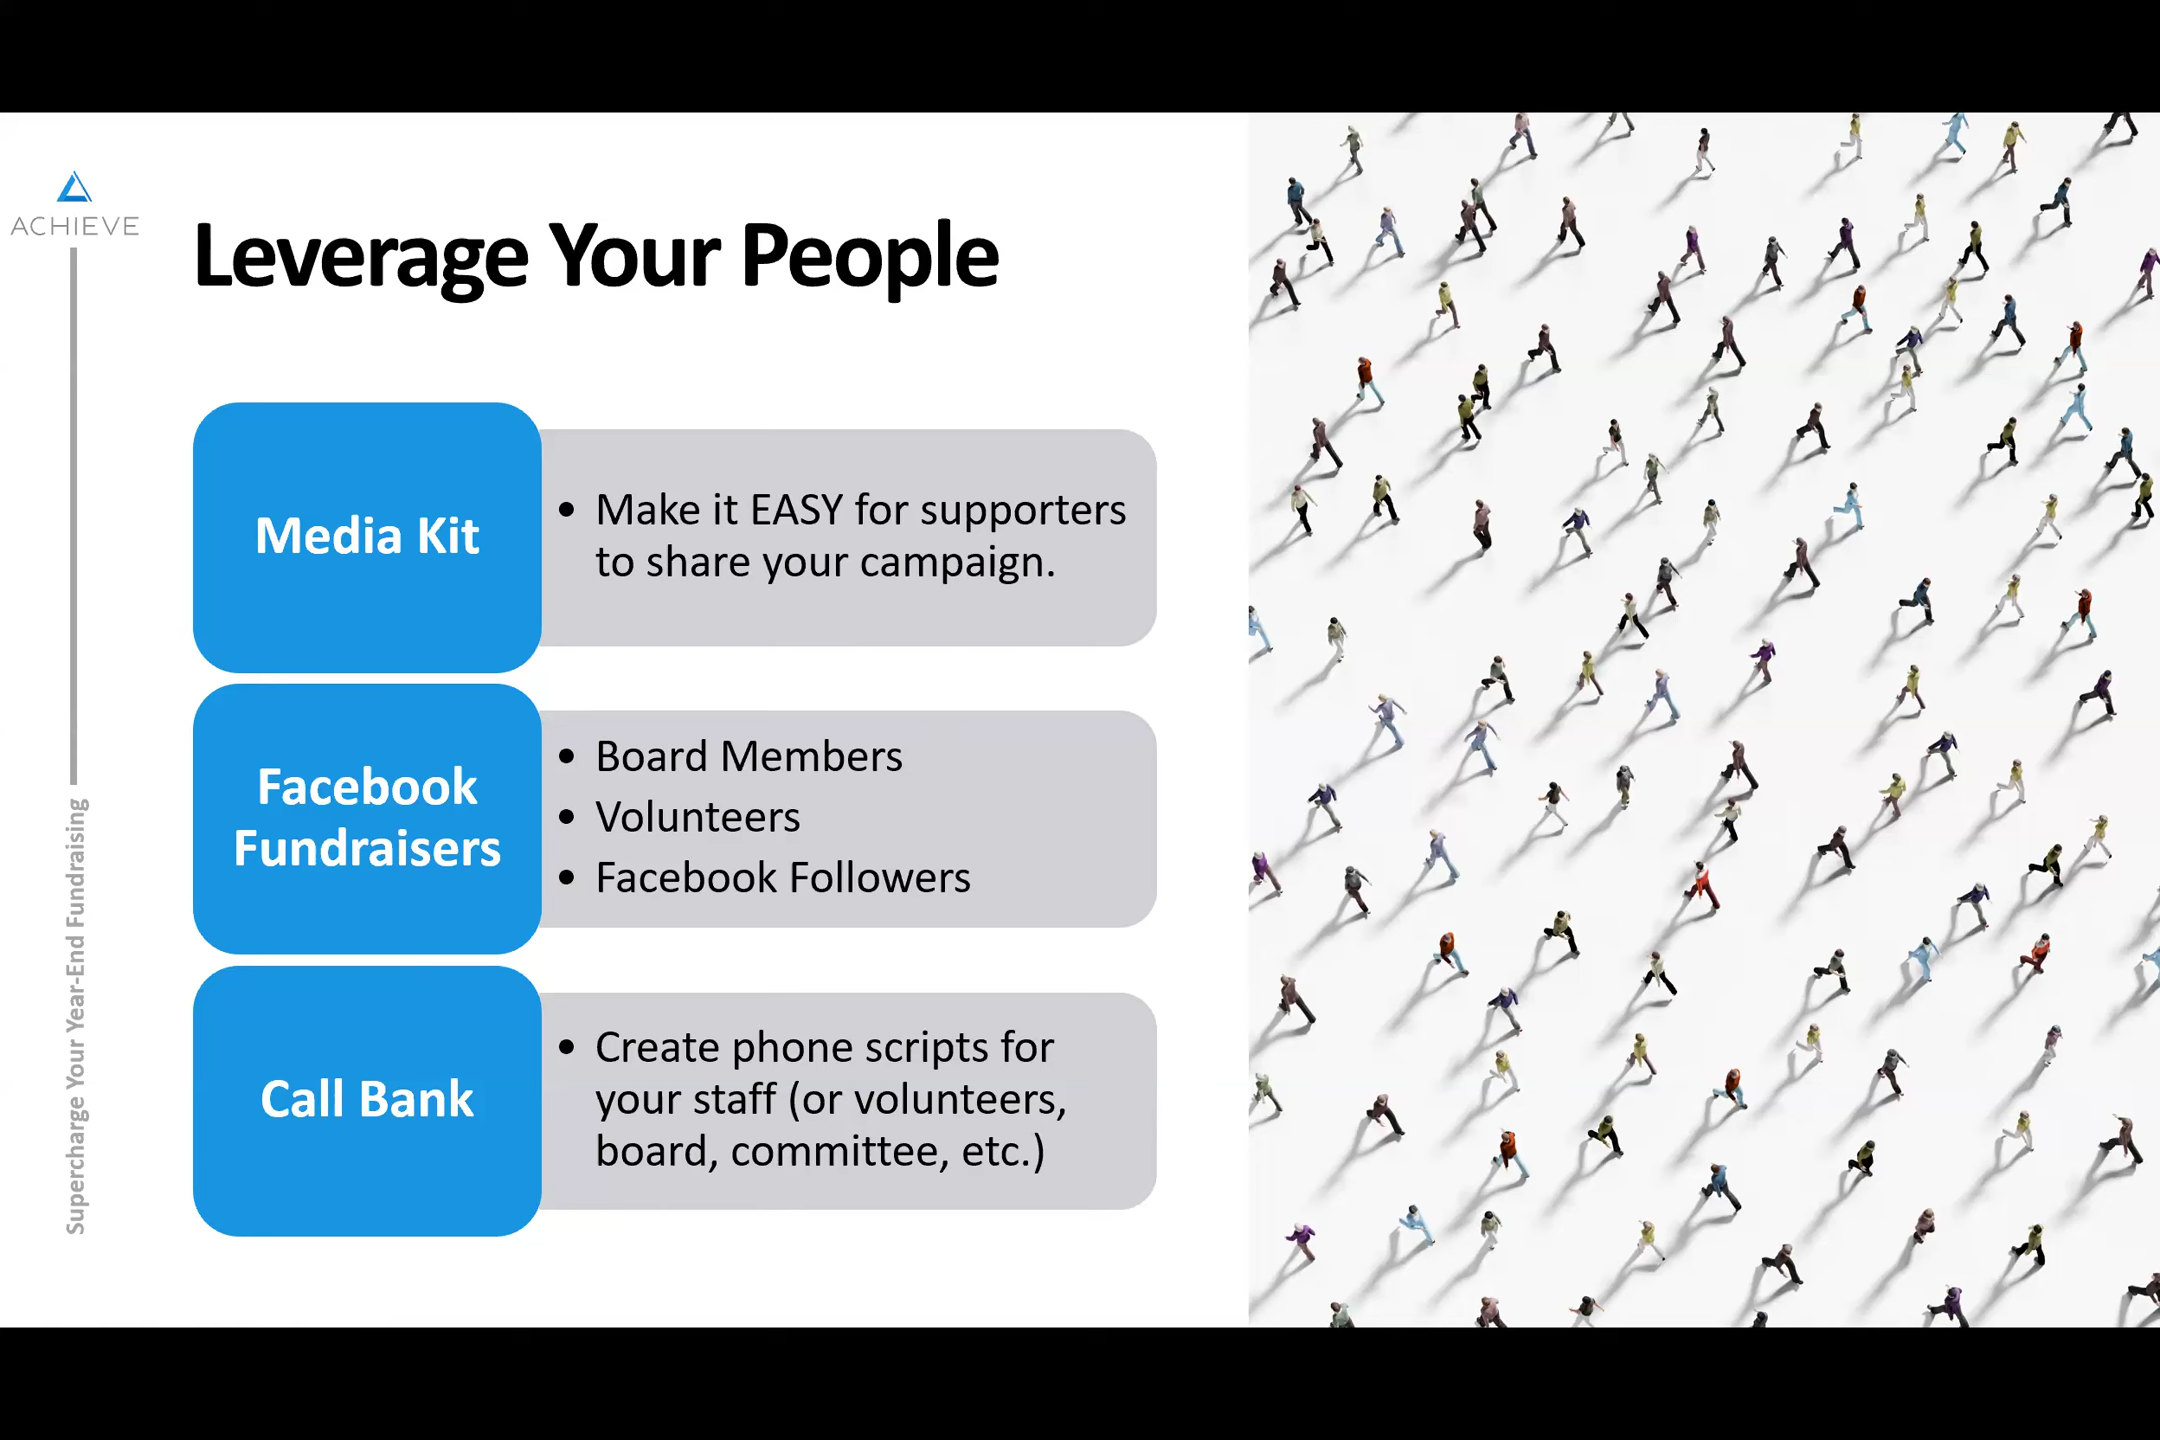 ACHIEVE
Supercharge Your Year-End Fundraising
Leverage Your People
Media Kit
• Make it EASY for supporters
to share your campaign.
Facebook
Fundraisers
• Board Members
• Volunteers
• Facebook Followers
Call Bank
• Create phone scripts for
your staff (or volunteers,
board, committee, etc.)